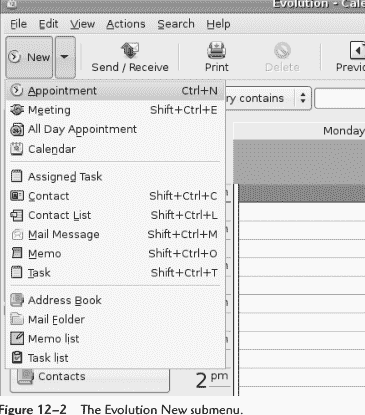 Evolution - Cale
File Edit View Actions Search Help
New Send / Receive Print Delete Previo
Appointment Ctrl+N
ry contains
Meeting Shift+Ctrl+E
All Day Appointment
Monday
Calendar
Assigned Task
Contact Shift+Ctrl+C
Contact List Shift+Ctrl+L
Mail Message Shift+Ctrl+M
Memo Shift+Ctrl+O
Task Shift+Ctrl+T
Address Book
Mail Folder
Memo list
Task list
Contacts
2 pm
Figure 12–2 The Evolution New submenu.